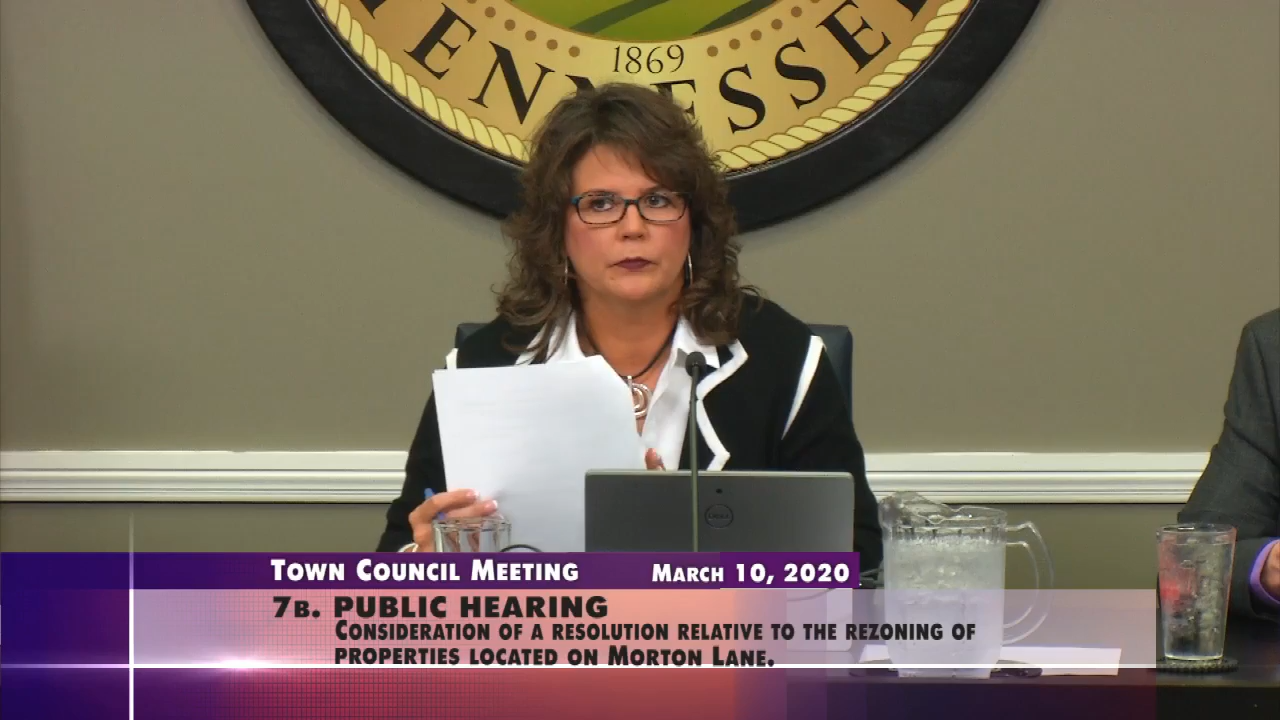 1869
TENNESSEE
DELL
TOWN COUNCIL MEETING MARCH 10, 2020
7B. PUBLIC HEARING
CONSIDERATION OF A RESOLUTION RELATIVE TO THE REZONING OF
PROPERTIES LOCATED ON MORTON LANE.